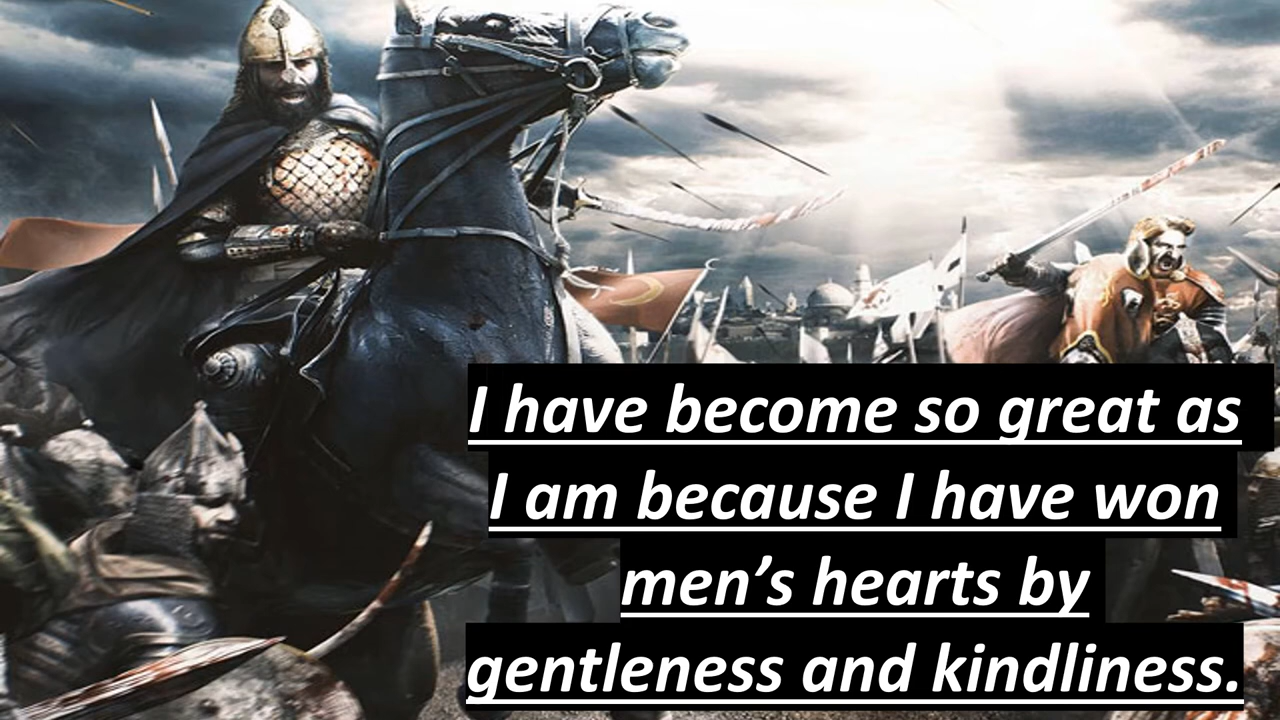 I have become so great as
I am because I have won
men’s hearts by
gentleness and kindliness.